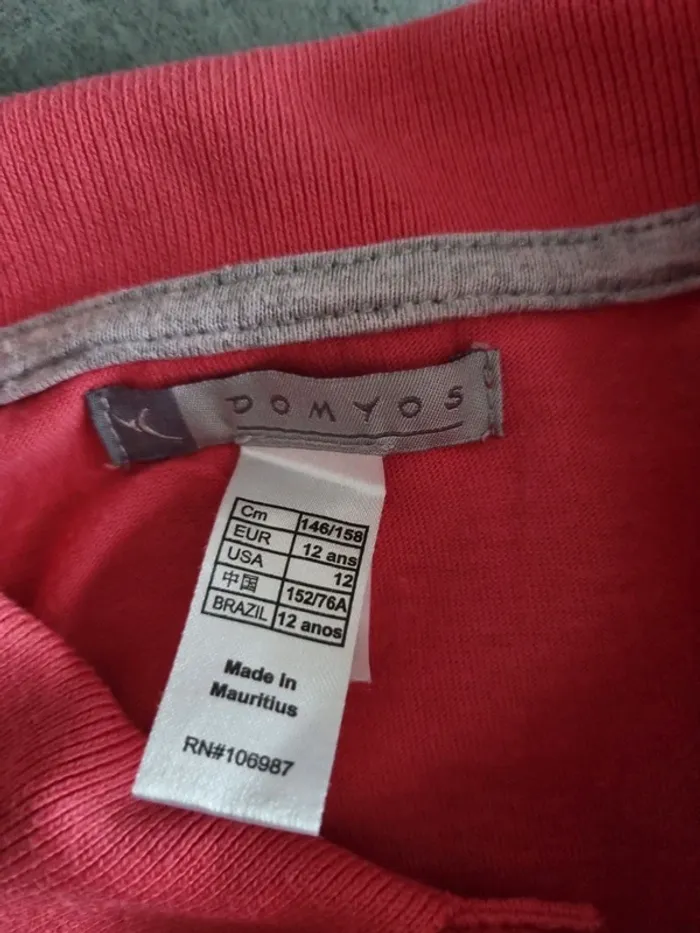 DOMYOS
Cm 146/158
EUR 12 ans
USA 12
中国 152/76A
BRAZIL 12 anos
Made In
Mauritius
RN#106987